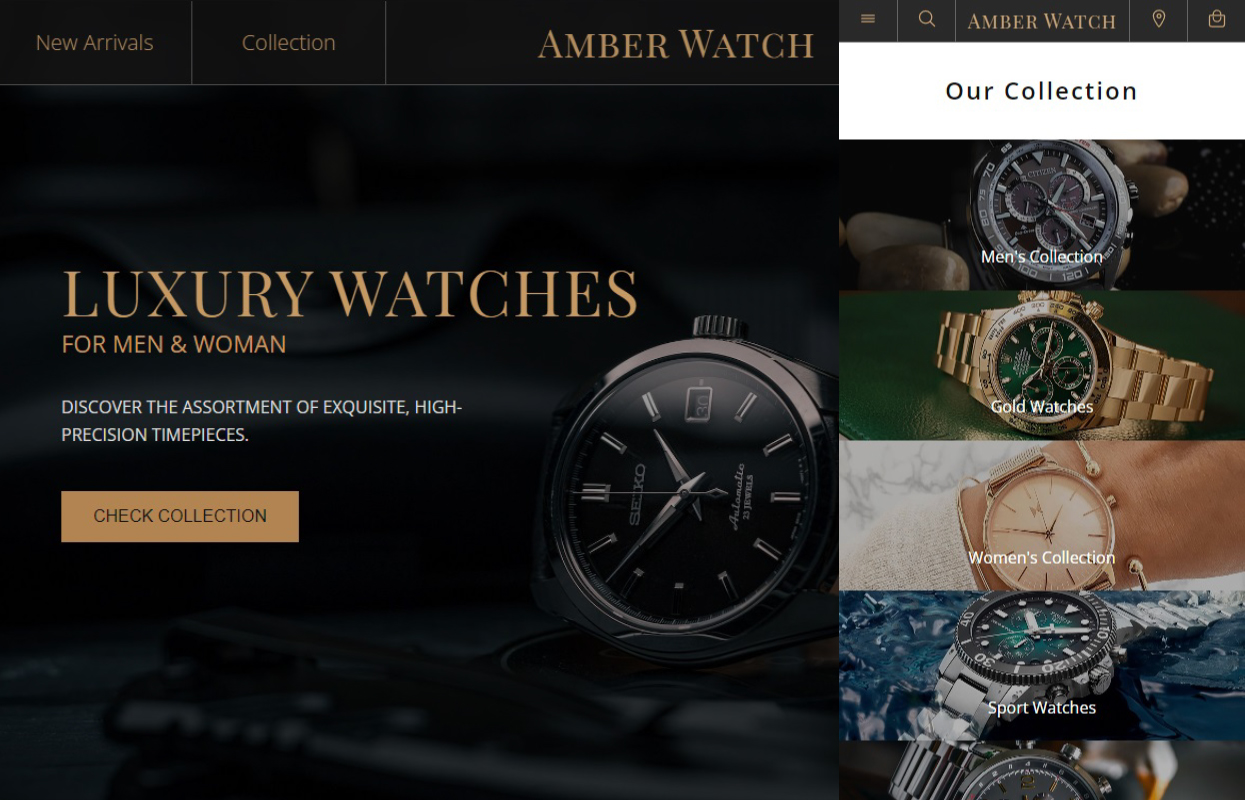 New Arrivals
Collection
AMBER WATCH
LUXURY WATCHES
FOR MEN & WOMAN
DISCOVER THE ASSORTMENT OF EXQUISITE, HIGH-
PRECISION TIMEPIECES.
CHECK COLLECTION
30
SEIKO
Automatic
23 JEWELS
AMBER WATCH
Our Collection
CITIZEN
Men's Collection
Gold Watches
Women's Collection
Sport Watches